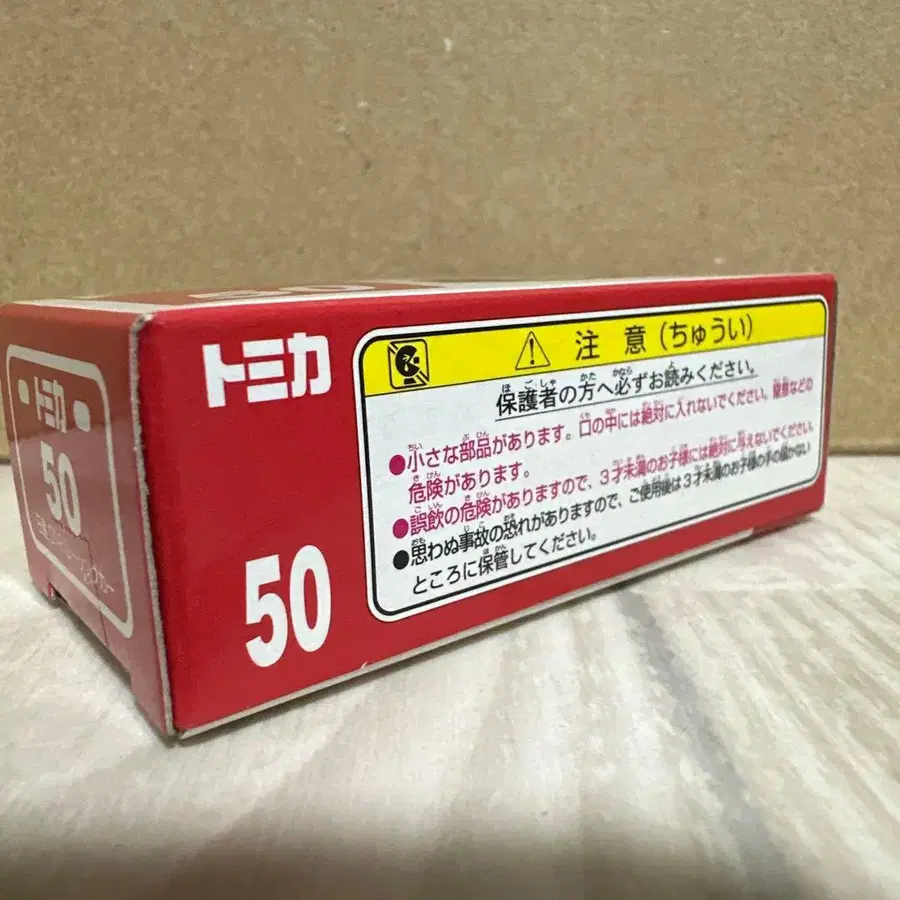 トミカ
50
トミカ
50
注意(ちゅうい)
保護者の方へ必ずお読みください。
●小さな部品があります。口の中には絶対に入れないでください。窒息などの
危険があります。
●誤飲の危険がありますので、3才未満のお子様には絶対に与えないでください。
●思わぬ事故の恐れがありますので、ご使用後は3才未満のお子様の手の届かない
ところに保管してください。